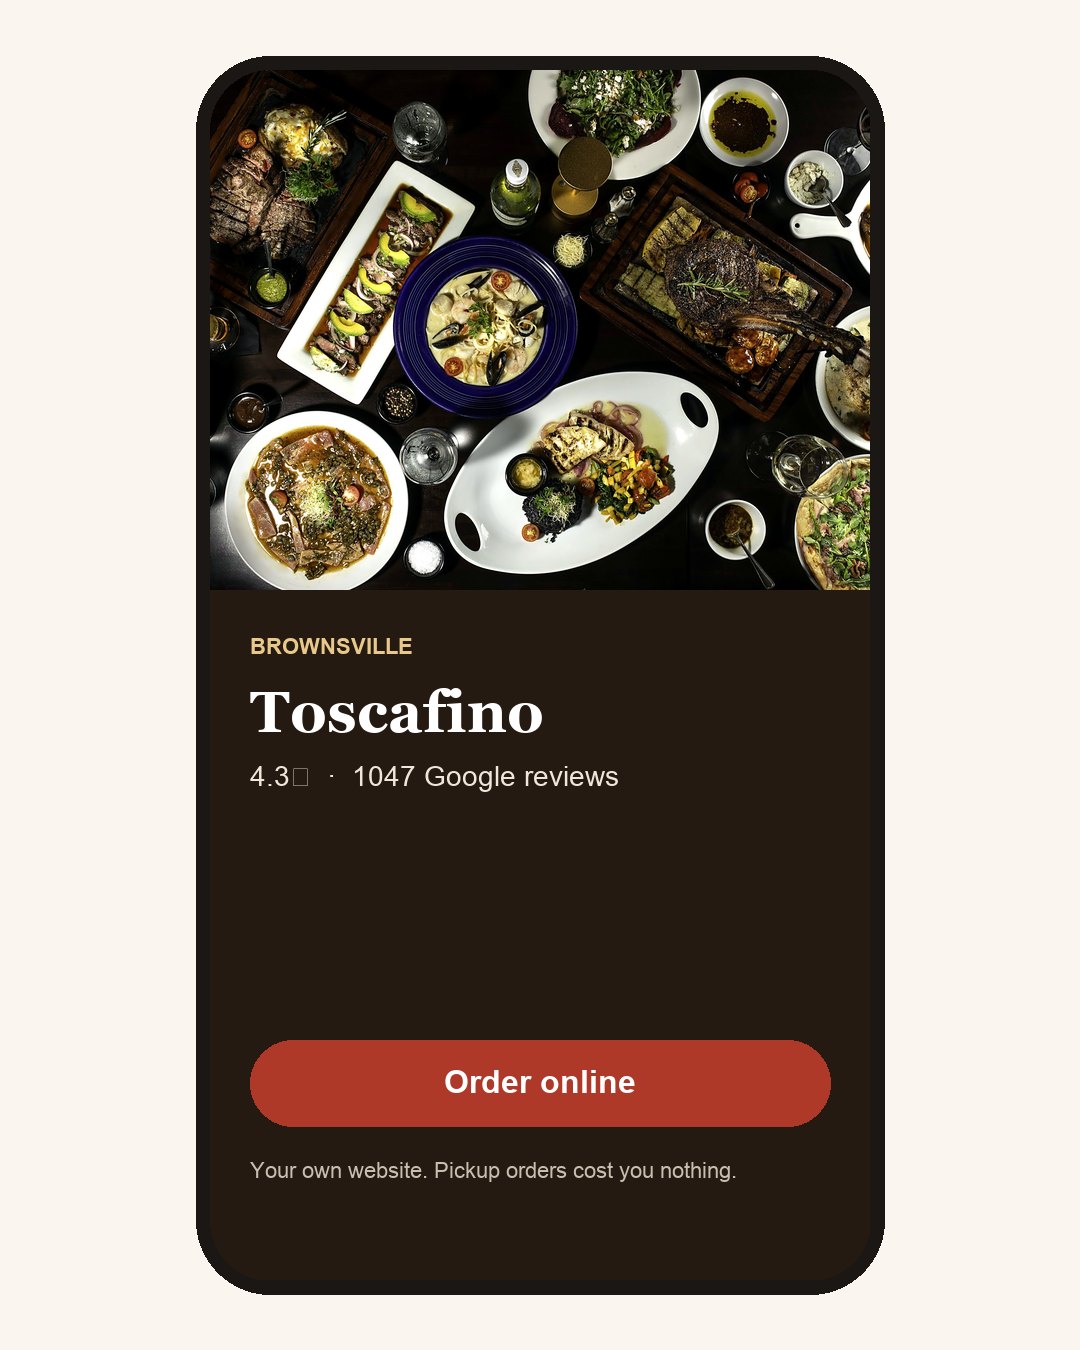 BROWNSVILLE
Toscafino
4.3□ · 1047 Google reviews
Order online
Your own website. Pickup orders cost you nothing.